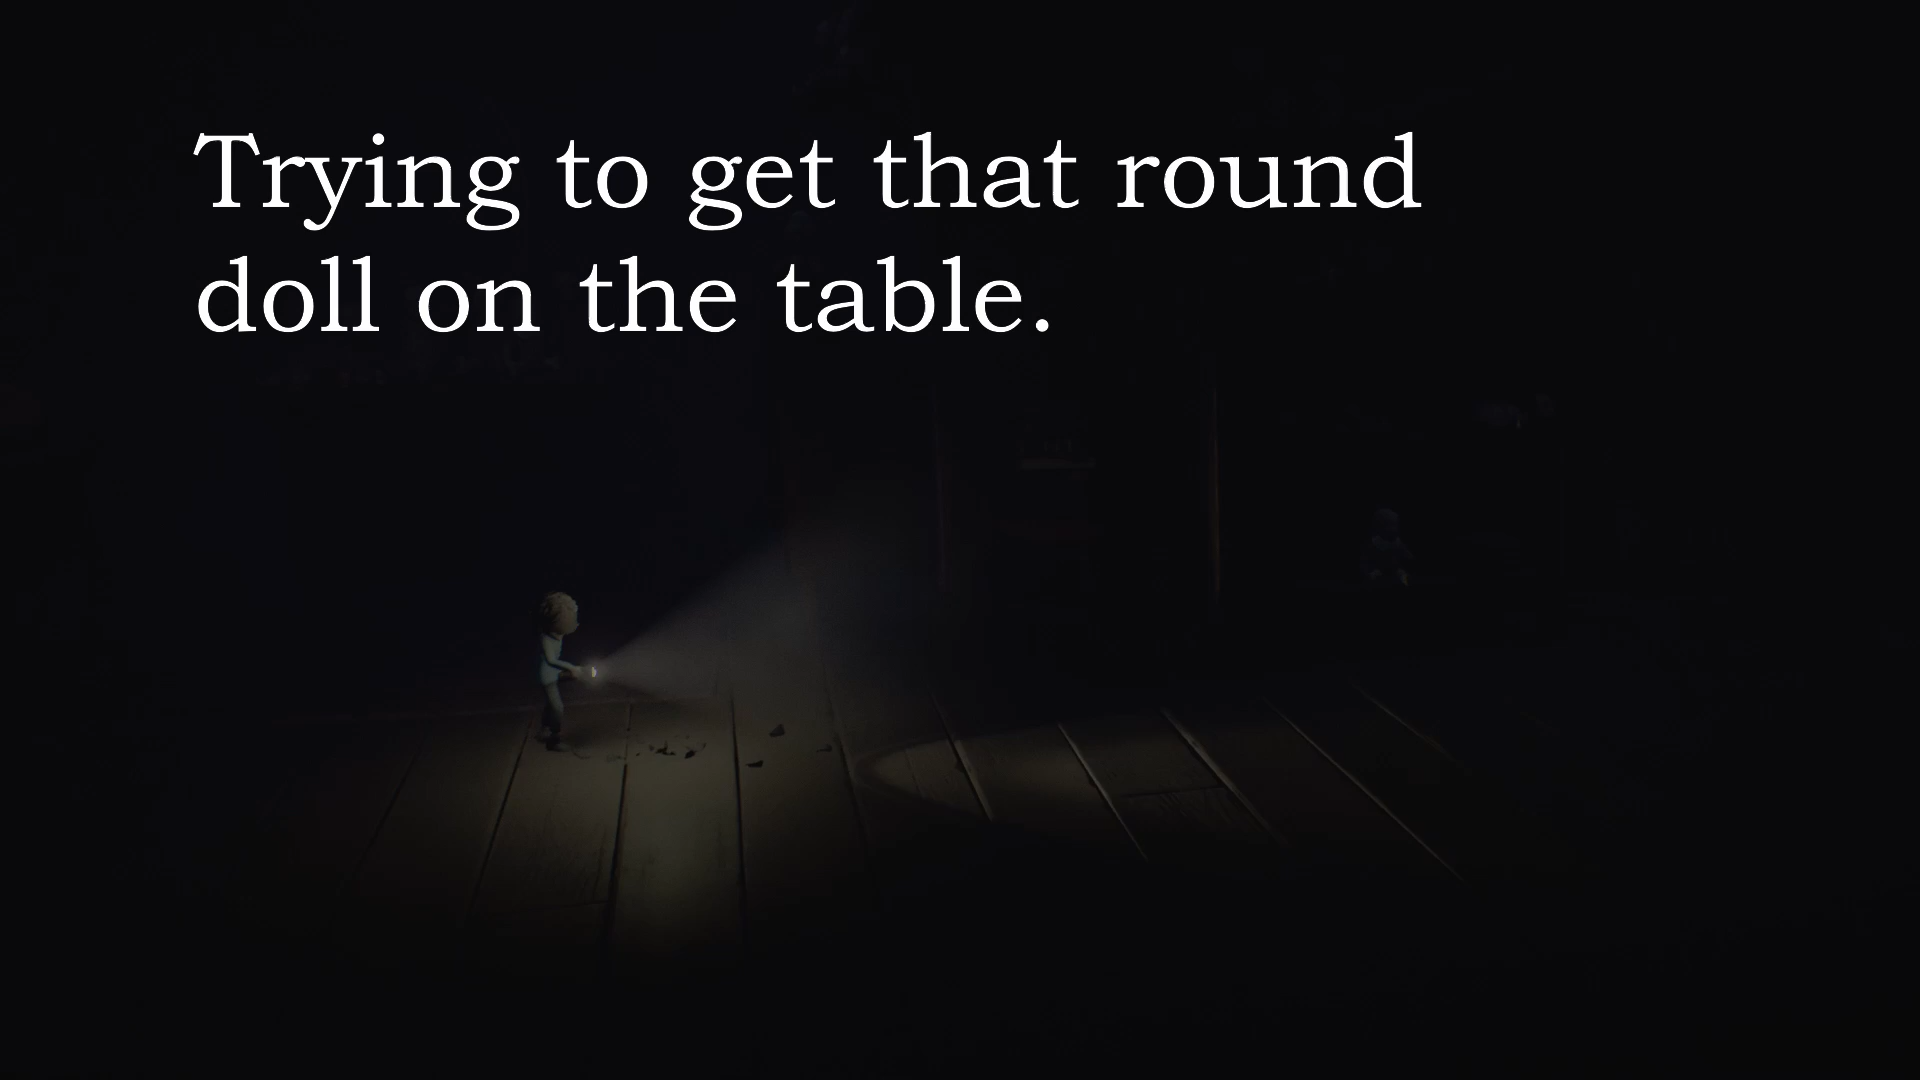 Trying to get that round
doll on the table.